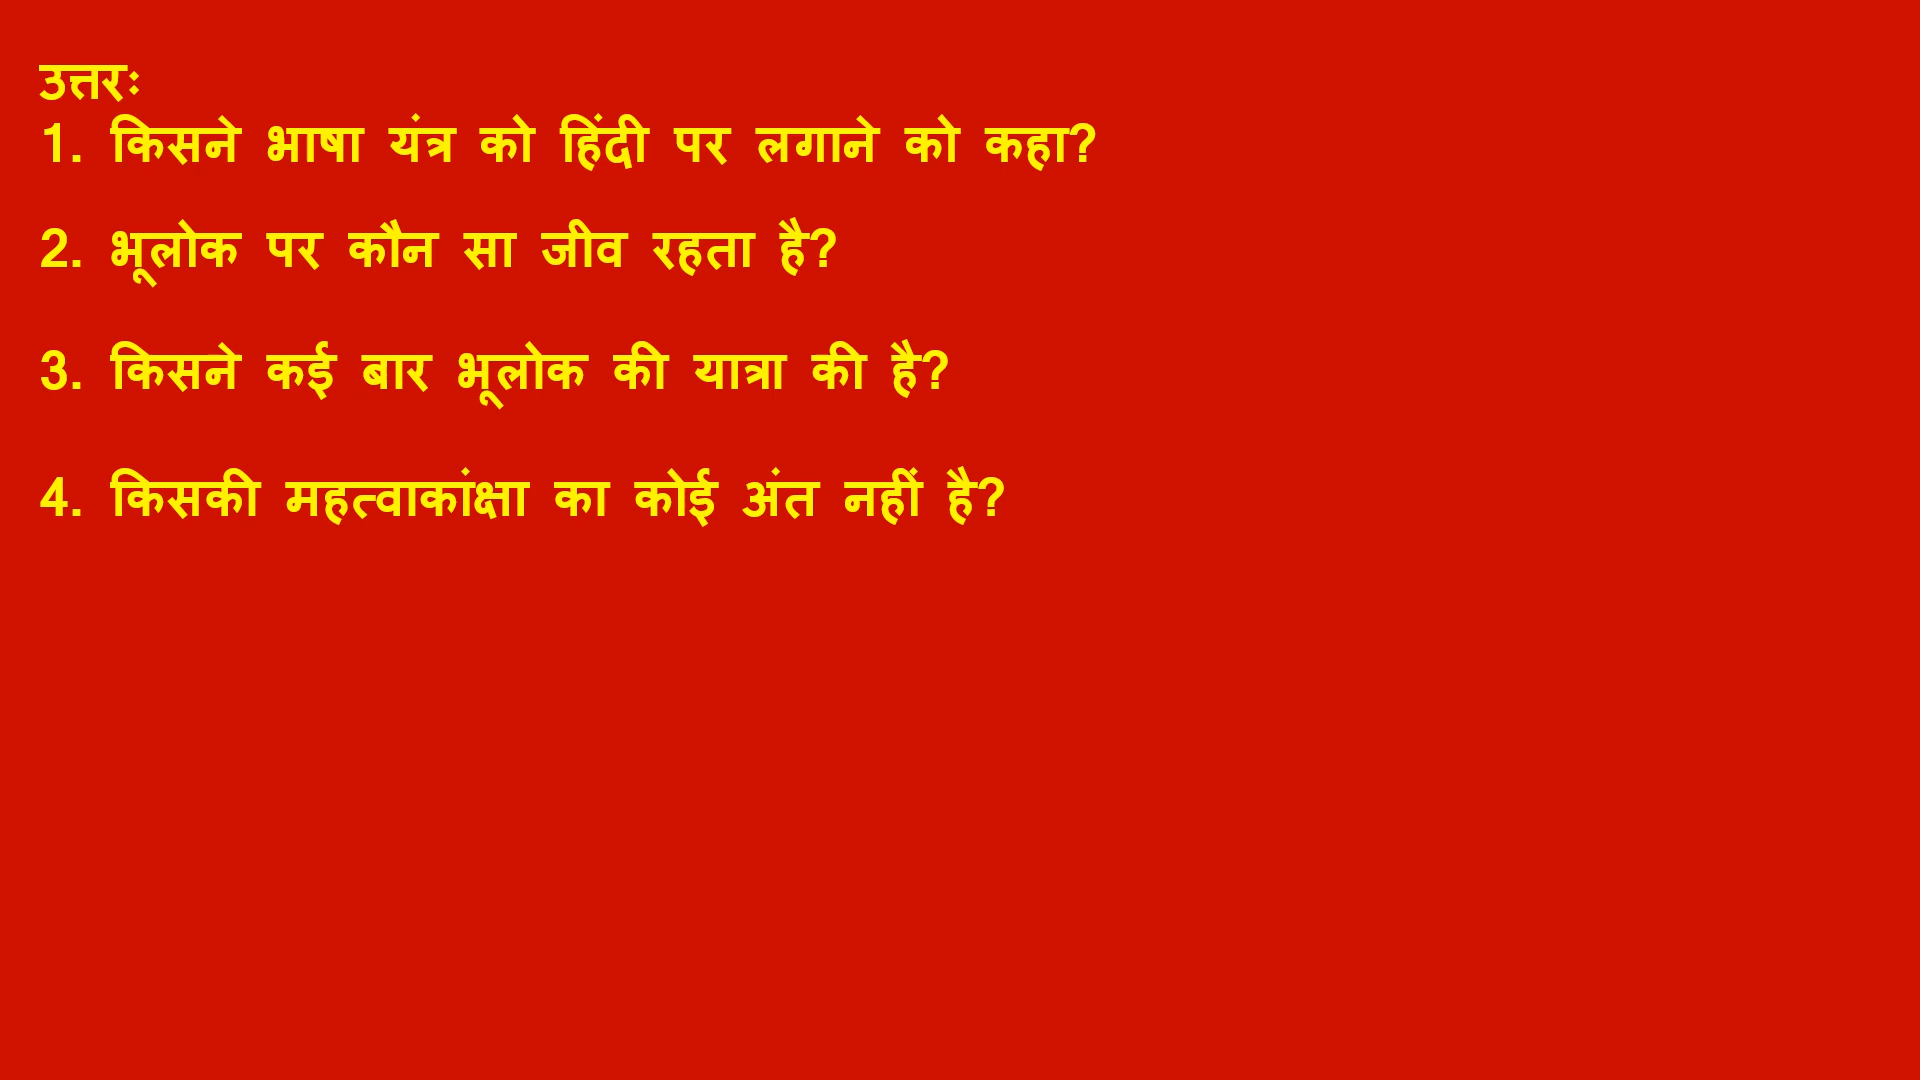 उत्तरः
1. किसने भाषा यंत्र को हिंदी पर लगाने को कहा?
2. भूलोक पर कौन सा जीव रहता है?
3. किसने कई बार भूलोक की यात्रा की है?
4. किसकी महत्वाकांक्षा का कोई अंत नहीं है?